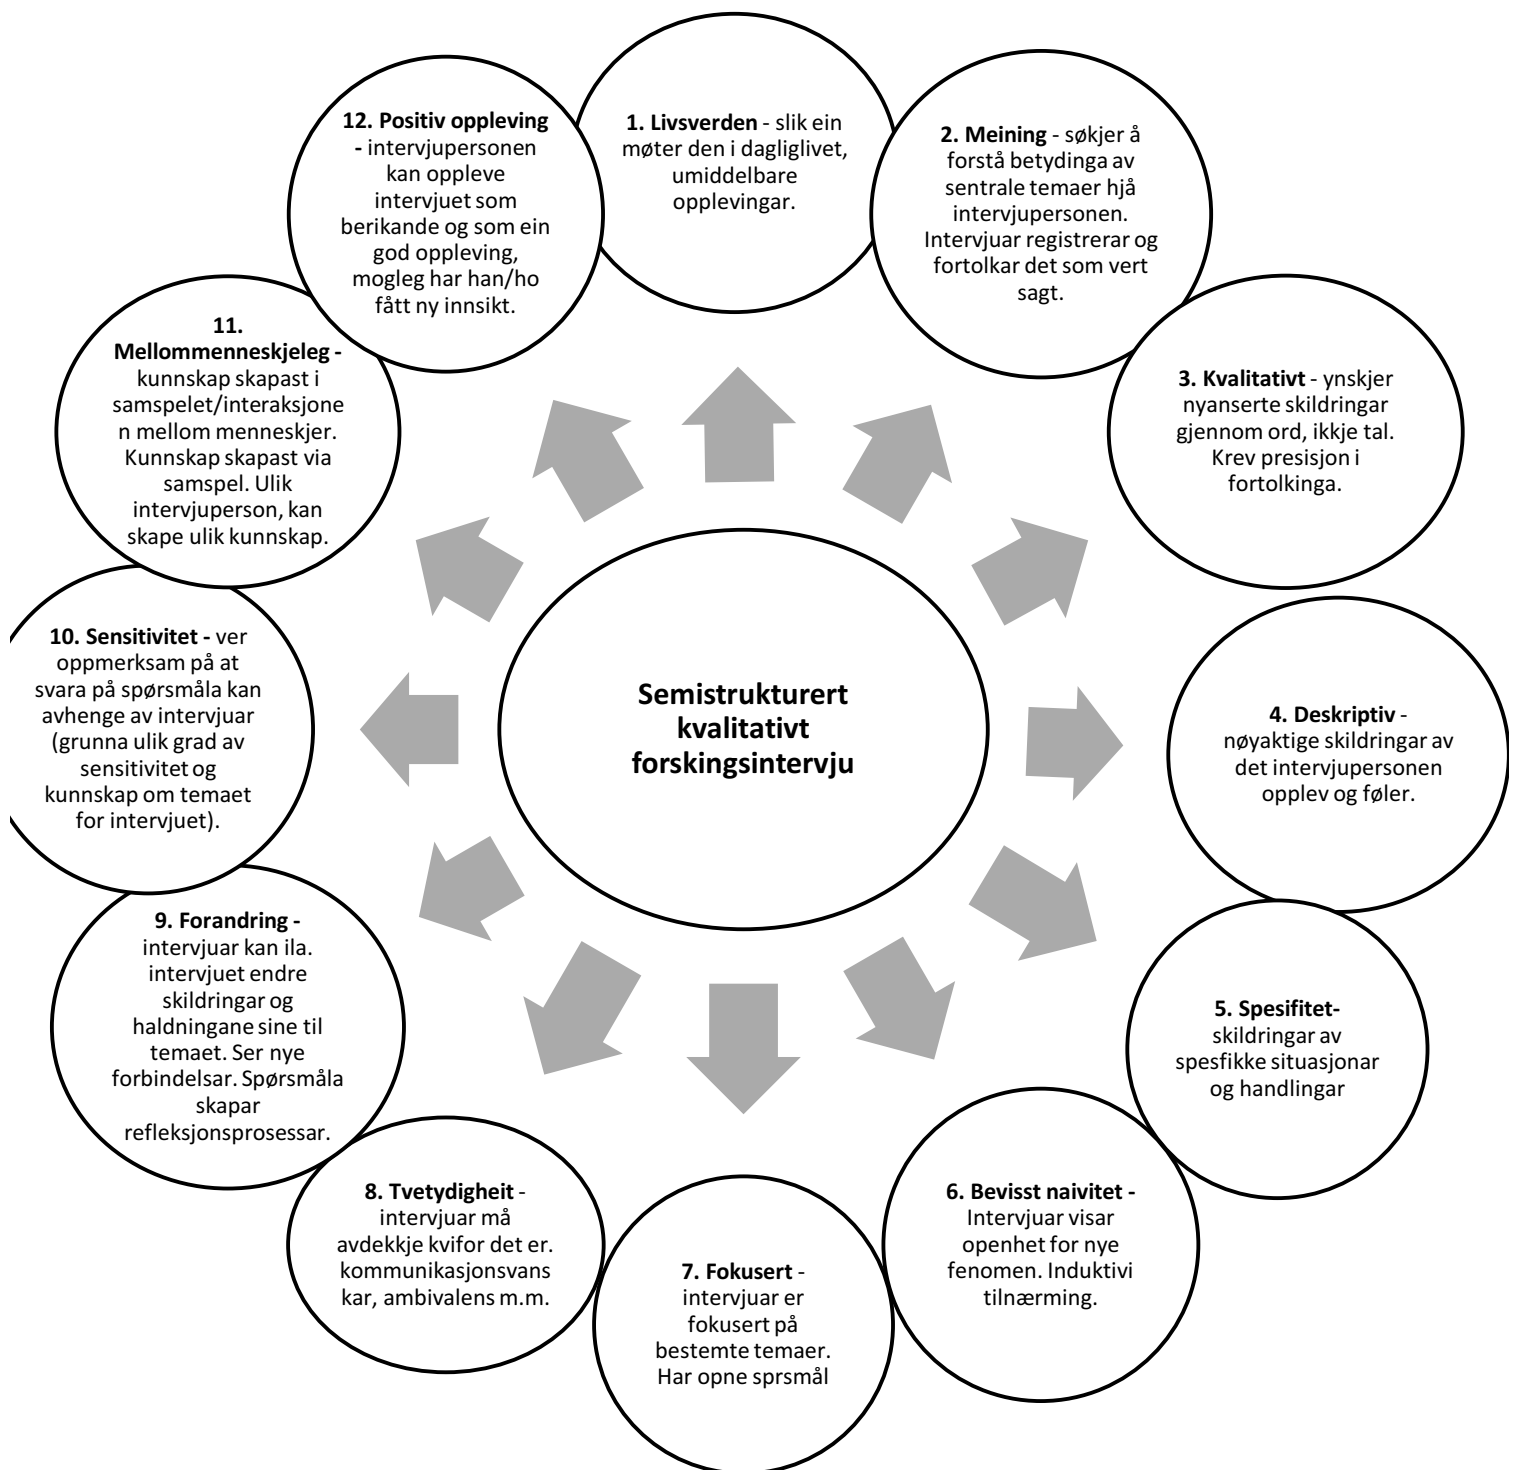 1. Livsverden - slik ein
møter den i dagliglivet,
umiddelbare
opplevingar.
2. Meining - søkjer å
forstå betydinga av
sentrale temaer hjå
intervjupersonen.
Intervjuar registrerar og
fortolkar det som vert
sagt.
3. Kvalitativt - ynskjer
nyanserte skildringar
gjennom ord, ikkje tal.
Krev presisjon i
fortolkinga.
4. Deskriptiv -
nøyaktige skildringar av
det intervjupersonen
opplev og føler.
5. Spesifitet-
skildringar av
spesfikke situasjonar
og handlingar
6. Bevisst naivitet -
Intervjuar visar
openhet for nye
fenomen. Induktivi
tilnærming.
7. Fokusert -
intervjuar er
fokusert på
bestemte temaer.
Har opne sprsmål
8. Tvetydigheit -
intervjuar må
avdekkje kvifor det er.
kommunikasjonsvans
kar, ambivalens m.m.
9. Forandring -
intervjuar kan ila.
intervjuet endre
skildringar og
haldningane sine til
temaet. Ser nye
forbindelsar. Spørsmåla
skapar
refleksjonsprosessar.
10. Sensitivitet - ver
oppmerksam på at
svara på spørsmåla kan
avhenge av intervjuar
(grunna ulik grad av
sensitivitet og
kunnskap om temaet
for intervjuet).
11.
Mellommenneskjeleg -
kunnskap skapast i
samspelet/interaksjone
n mellom menneskjer.
Kunnskap skapast via
samspel. Ulik
intervjuperson, kan
skape ulik kunnskap.
12. Positiv oppleving
- intervjupersonen
kan oppleve
intervjuet som
berikande og som ein
god oppleving,
mogleg har han/ho
fått ny innsikt.
Semistrukturert
kvalitativt
forskingsintervju